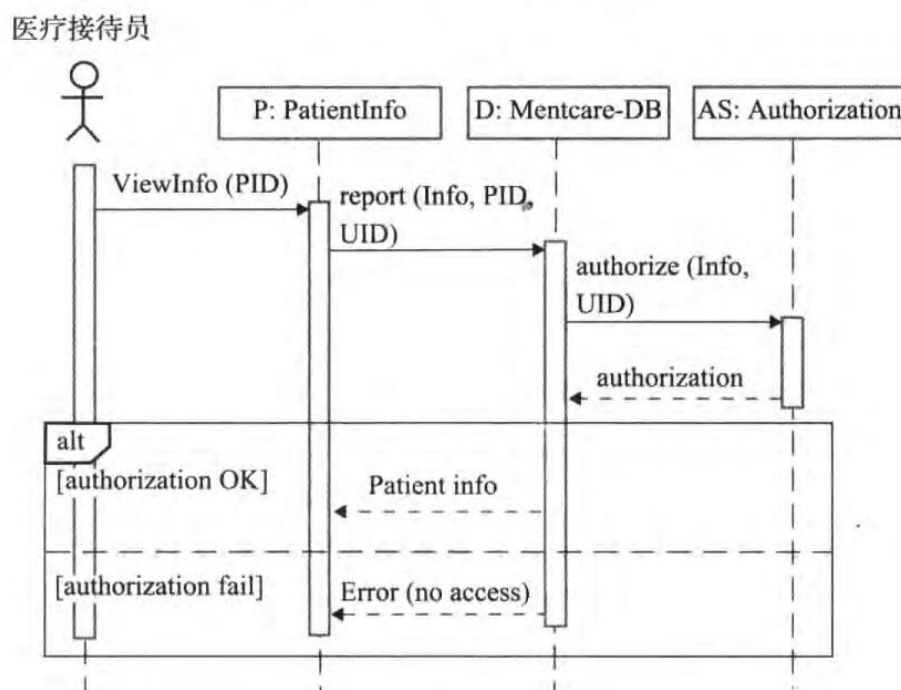 医疗接待员
P: PatientInfo
D: Mentcare-DB
AS: Authorization
ViewInfo (PID)
report (Info, PID,
UID)
authorize (Info,
UID)
authorization
alt
[authorization OK]
Patient info
[authorization fail]
Error (no access)